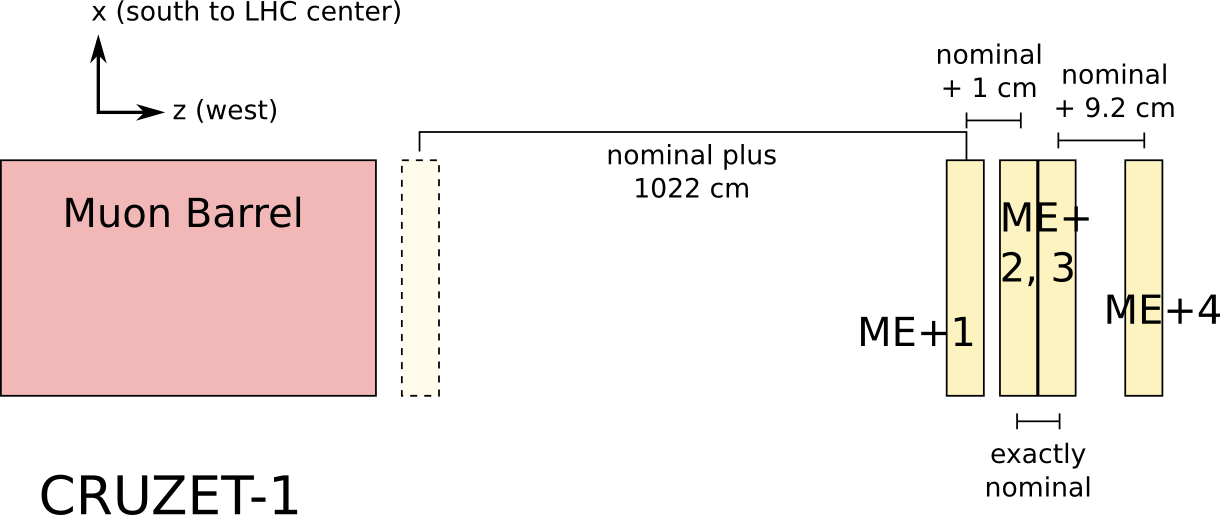 x (south to LHC center)
z (west)
nominal
+ 1 cm
nominal
+ 9.2 cm
nominal plus
1022 cm
Muon Barrel
ME+
2, 3
ME+1
ME+4
exactly
nominal
CRUZET-1